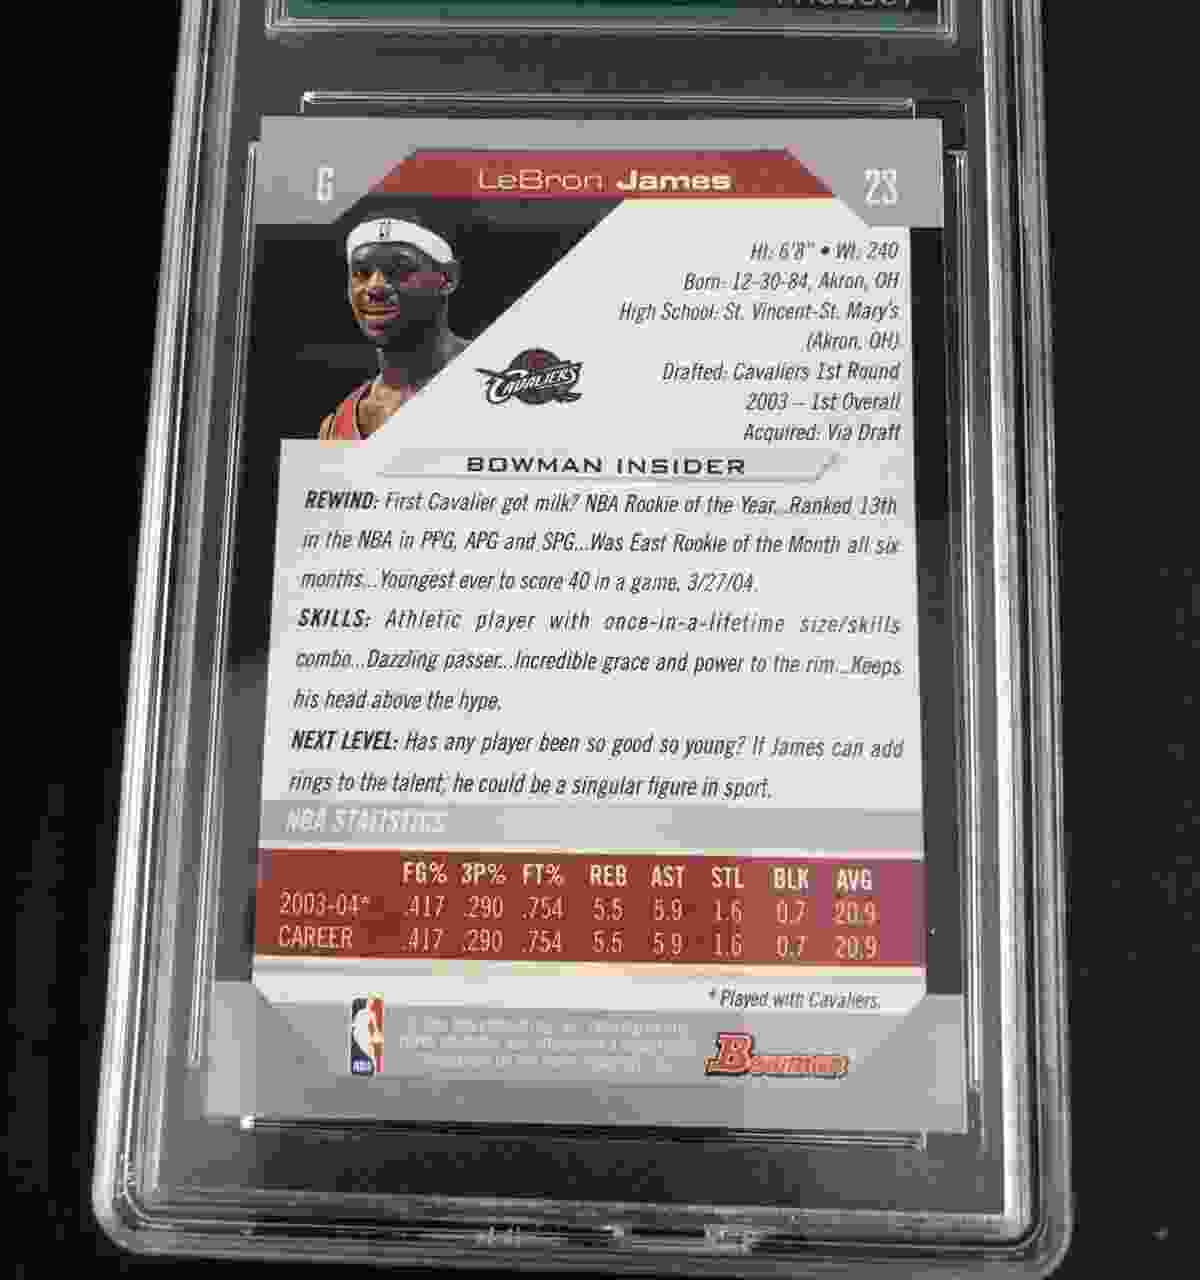 G LeBron James 23
Ht: 6'8" • Wt: 240
Born: 12-30-84, Akron, OH
High School: St. Vincent-St. Mary's
(Akron, OH)
Drafted: Cavaliers 1st Round
2003 – 1st Overall
Acquired: Via Draft
CAVALIERS
BOWMAN INSIDER
REWIND: First Cavalier got milk? NBA Rookie of the Year...Ranked 13th
in the NBA in PPG, APG and SPG...Was East Rookie of the Month all six
months...Youngest ever to score 40 in a game, 3/27/04.
SKILLS: Athletic player with once-in-a-lifetime size/skills
combo...Dazzling passer...Incredible grace and power to the rim...Keeps
his head above the hype.
NEXT LEVEL: Has any player been so good so young? If James can add
rings to the talent, he could be a singular figure in sport.
NBA STATISTICS
FG% 3P% FT% REB AST STL BLK AVG
2003-04* .417 .290 .754 5.5 5.9 1.6 0.7 20.9
CAREER .417 .290 .754 5.5 5.9 1.6 0.7 20.9
* Played with Cavaliers.
NBA
Bowman